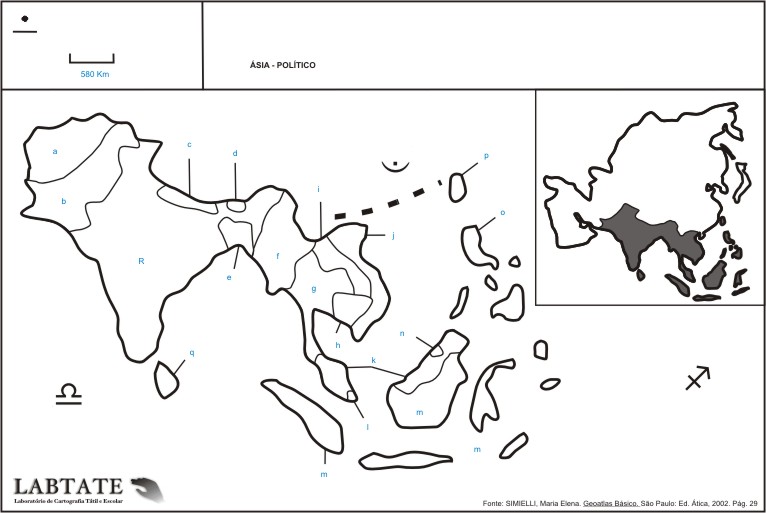 580 Km
ÁSIA - POLÍTICO
a
b
c
d
e
f
g
h
i
j
k
l
m
m
m
n
o
p
q
R
LABTATE
Laboratório de Cartografia Tátil e Escolar
Fonte: SIMIELLI, Maria Elena. Geoatlas Básico. São Paulo: Ed. Ática, 2002. Pág. 29